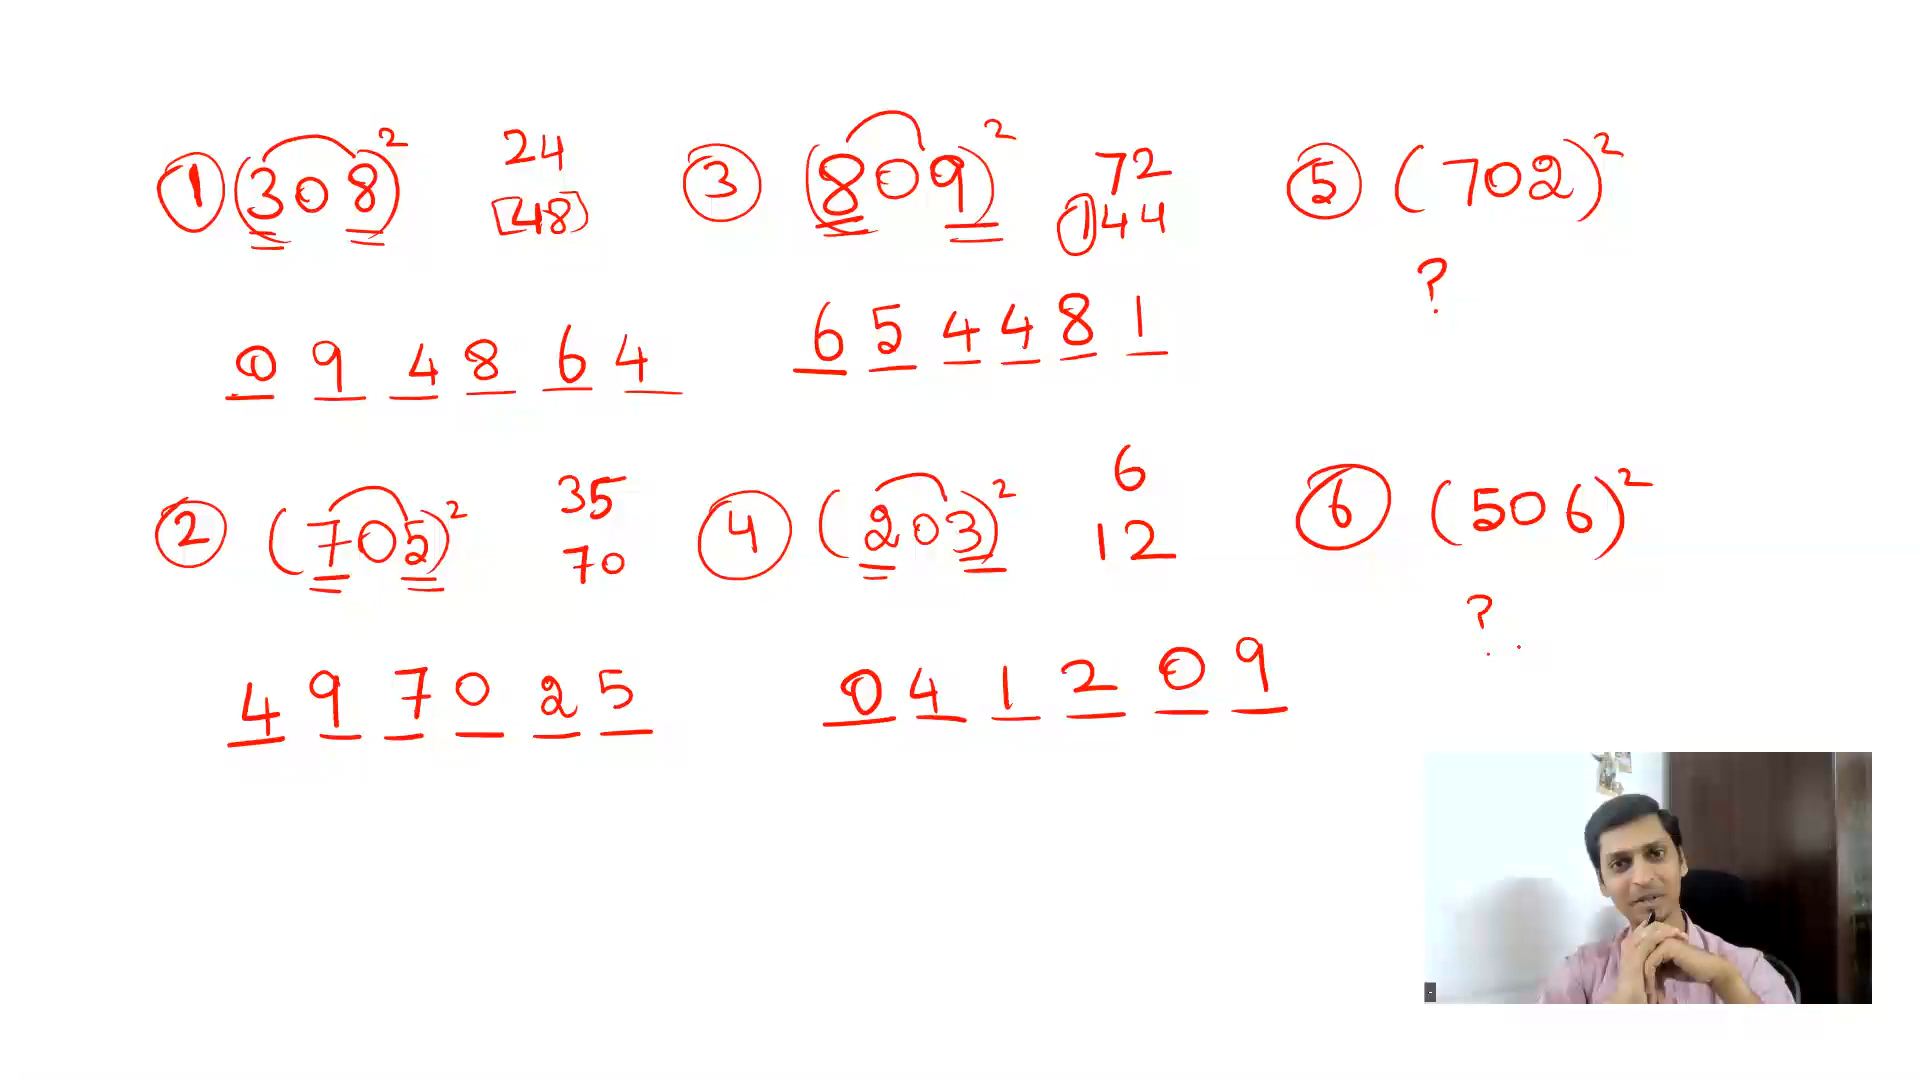 ① (308)² 24
[48]
0 9 4 8 6 4
② (705)² 35
70
4 9 7 0 2 5
③ (809)² 72
144
6 5 4 4 8 1
④ (203)² 6
12
0 4 1 2 0 9
⑤ (702)²
?
⑥ (506)²
?